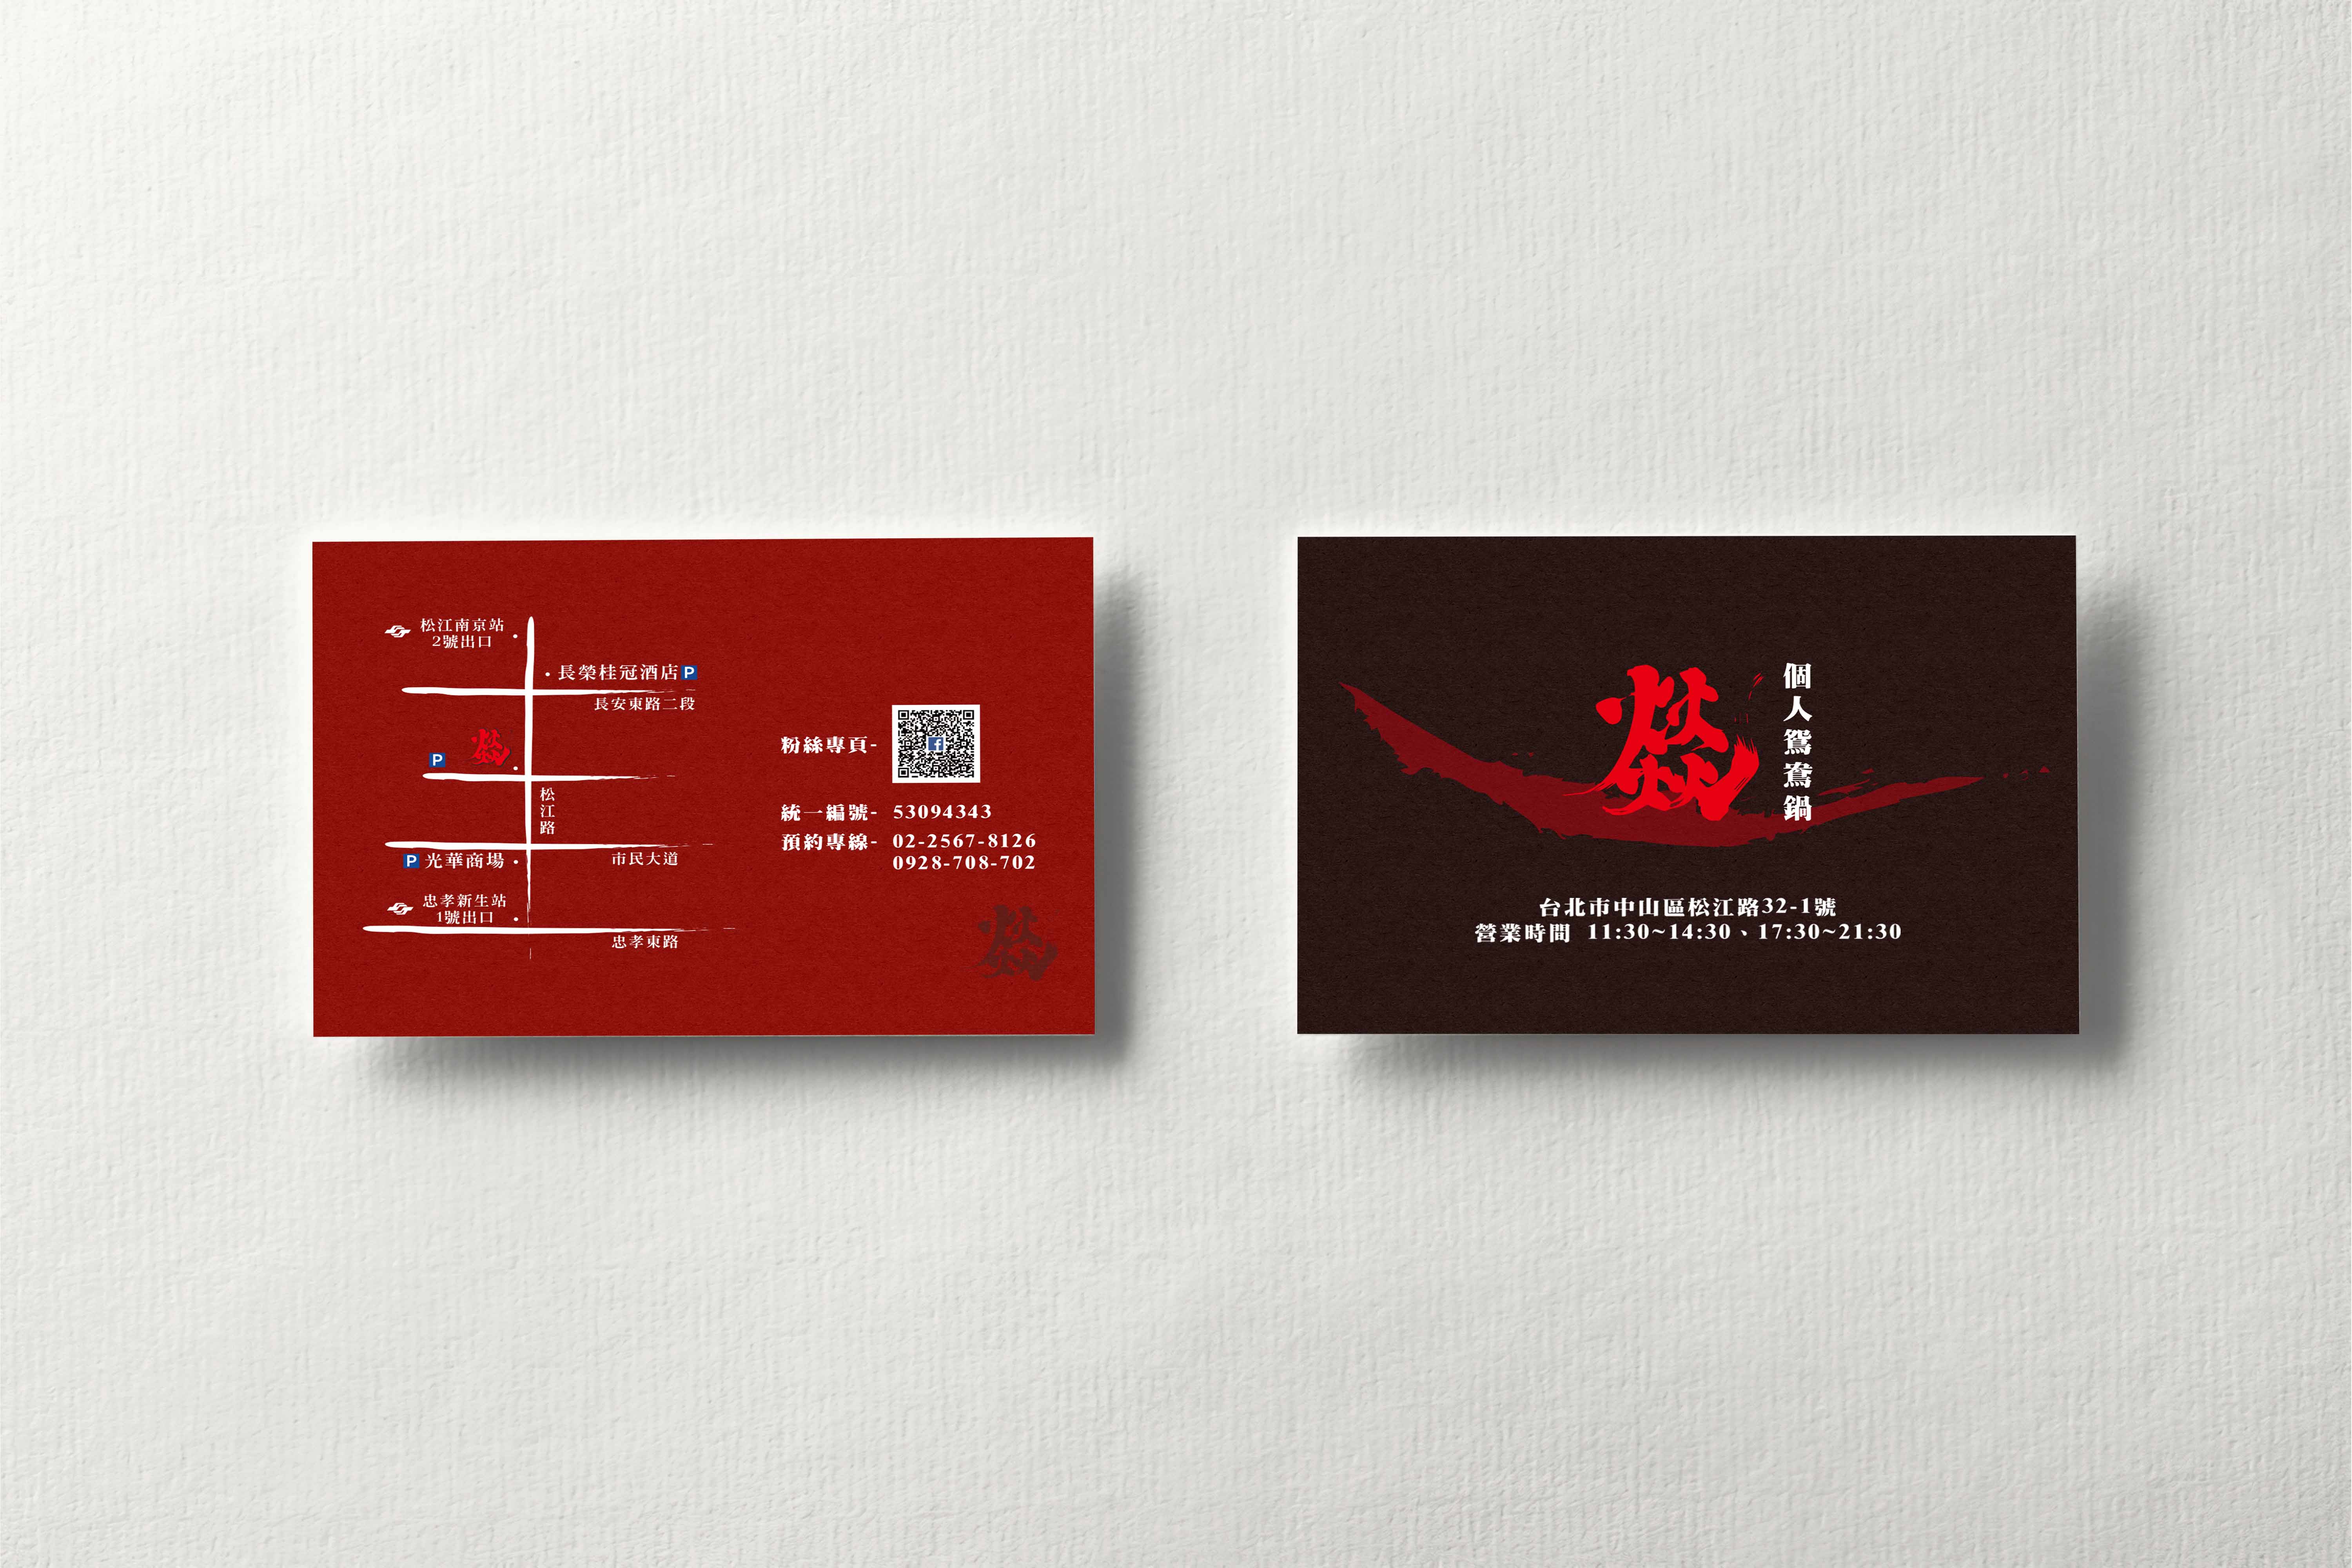 松江南京站
2號出口
長榮桂冠酒店 P
長安東路二段
燚
P
松江路
P 光華商場
市民大道
忠孝新生站
1號出口
忠孝東路
粉絲專頁-
f
統一編號- 53094343
預約專線- 02-2567-8126
0928-708-702
燚
燚
個人鴛鴦鍋
台北市中山區松江路32-1號
營業時間 11:30~14:30、17:30~21:30